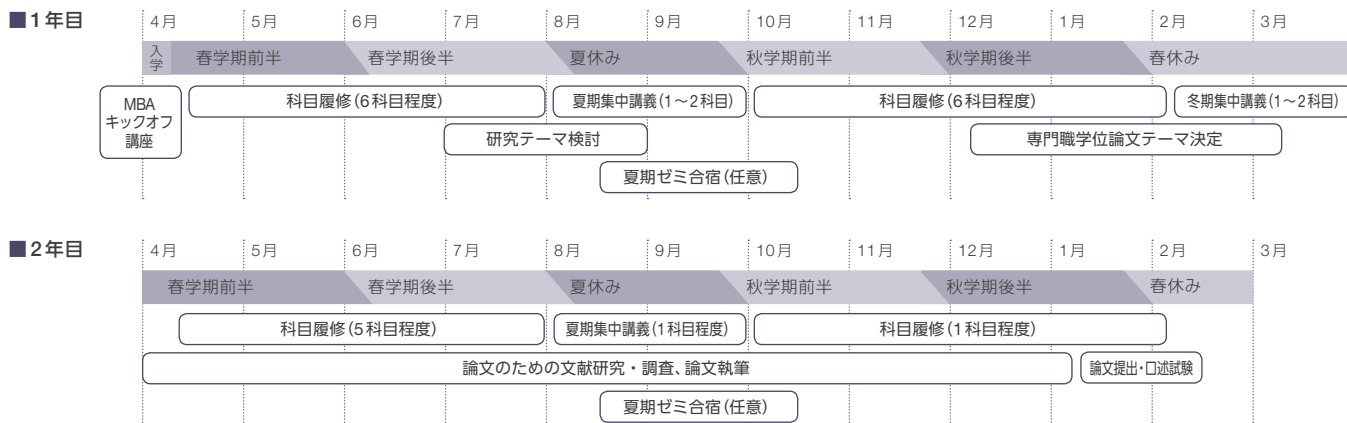 ■1年目
4月 5月 6月 7月 8月 9月 10月 11月 12月 1月 2月 3月
入学 春学期前半 春学期後半 夏休み 秋学期前半 秋学期後半 春休み
MBA
キックオフ
講座
科目履修(6科目程度) 夏期集中講義(1～2科目) 科目履修(6科目程度) 冬期集中講義(1～2科目)
研究テーマ検討 専門職学位論文テーマ決定
夏期ゼミ合宿(任意)
■2年目
4月 5月 6月 7月 8月 9月 10月 11月 12月 1月 2月 3月
春学期前半 春学期後半 夏休み 秋学期前半 秋学期後半 春休み
科目履修(5科目程度) 夏期集中講義(1科目程度) 科目履修(1科目程度)
論文のための文献研究・調査、論文執筆 論文提出・口述試験
夏期ゼミ合宿(任意)